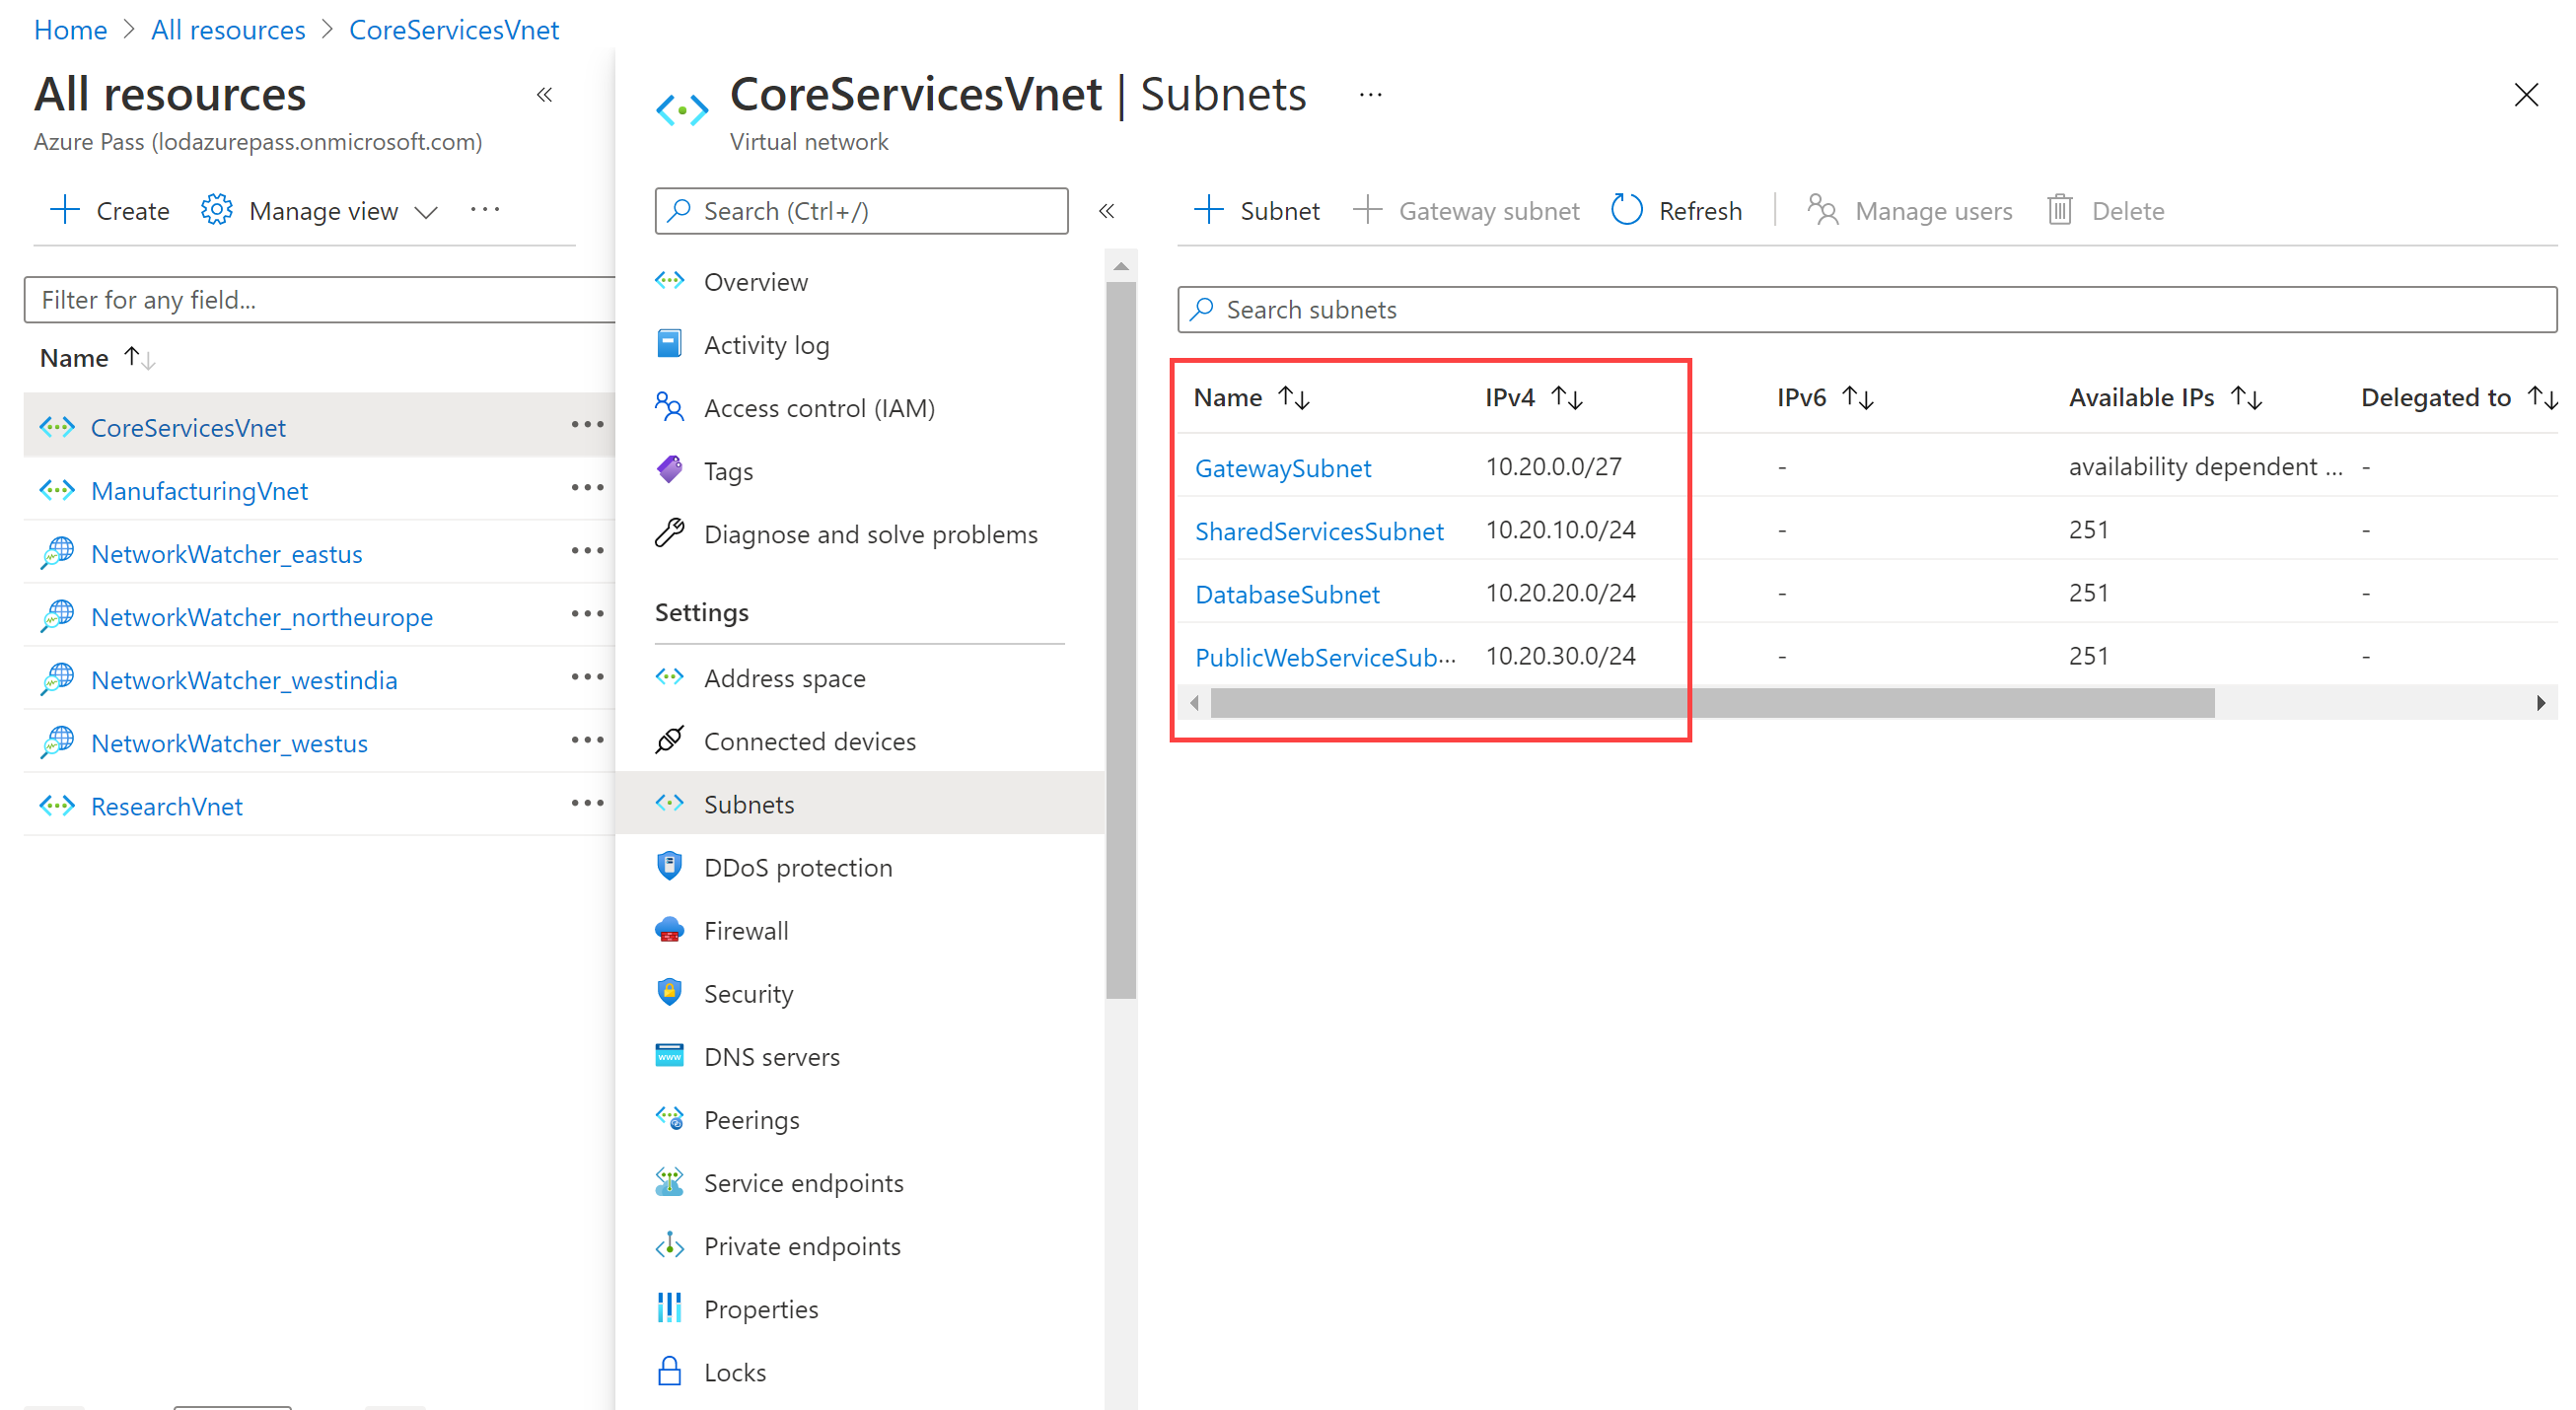 Home > All resources > CoreServicesVnet
All resources
Azure Pass (lodazurepass.onmicrosoft.com)
Create Manage view ...
Filter for any field...
Name
CoreServicesVnet
ManufacturingVnet
NetworkWatcher_eastus
NetworkWatcher_northeurope
NetworkWatcher_westindia
NetworkWatcher_westus
ResearchVnet
CoreServicesVnet | Subnets ...
Virtual network
Search (Ctrl+/)
Overview
Activity log
Access control (IAM)
Tags
Diagnose and solve problems
Settings
Address space
Connected devices
Subnets
DDoS protection
Firewall
Security
DNS servers
Peerings
Service endpoints
Private endpoints
Properties
Locks
Subnet Gateway subnet Refresh Manage users Delete
Search subnets
Name IPv4 IPv6 Available IPs Delegated to
GatewaySubnet 10.20.0.0/27 - availability dependent ... -
SharedServicesSubnet 10.20.10.0/24 - 251 -
DatabaseSubnet 10.20.20.0/24 - 251 -
PublicWebServiceSub... 10.20.30.0/24 - 251 -